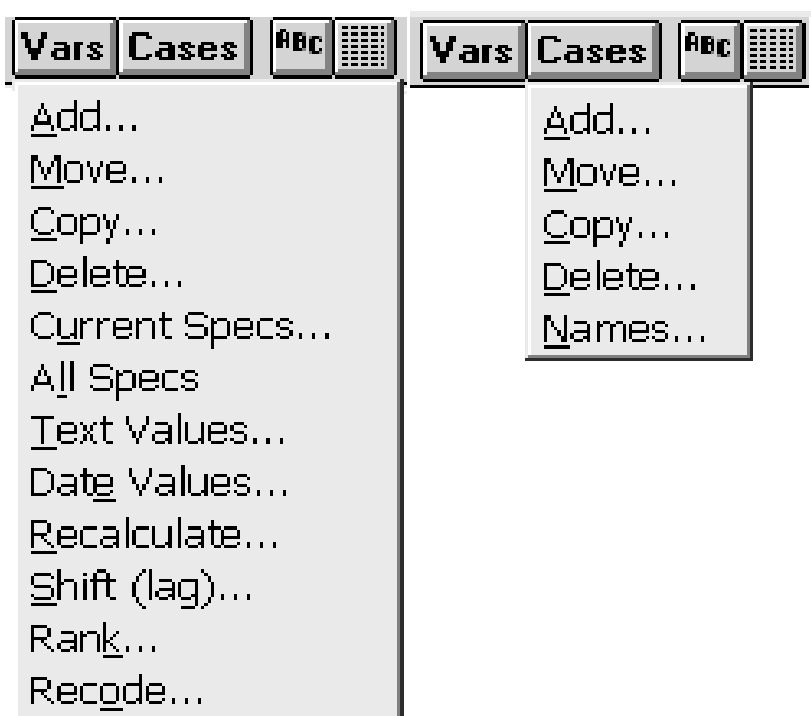 Vars Cases ABC
Add...
Move...
Copy...
Delete...
Current Specs...
All Specs
Text Values...
Date Values...
Recalculate...
Shift (lag)...
Rank...
Recode...
Vars Cases ABC
Add...
Move...
Copy...
Delete...
Names...